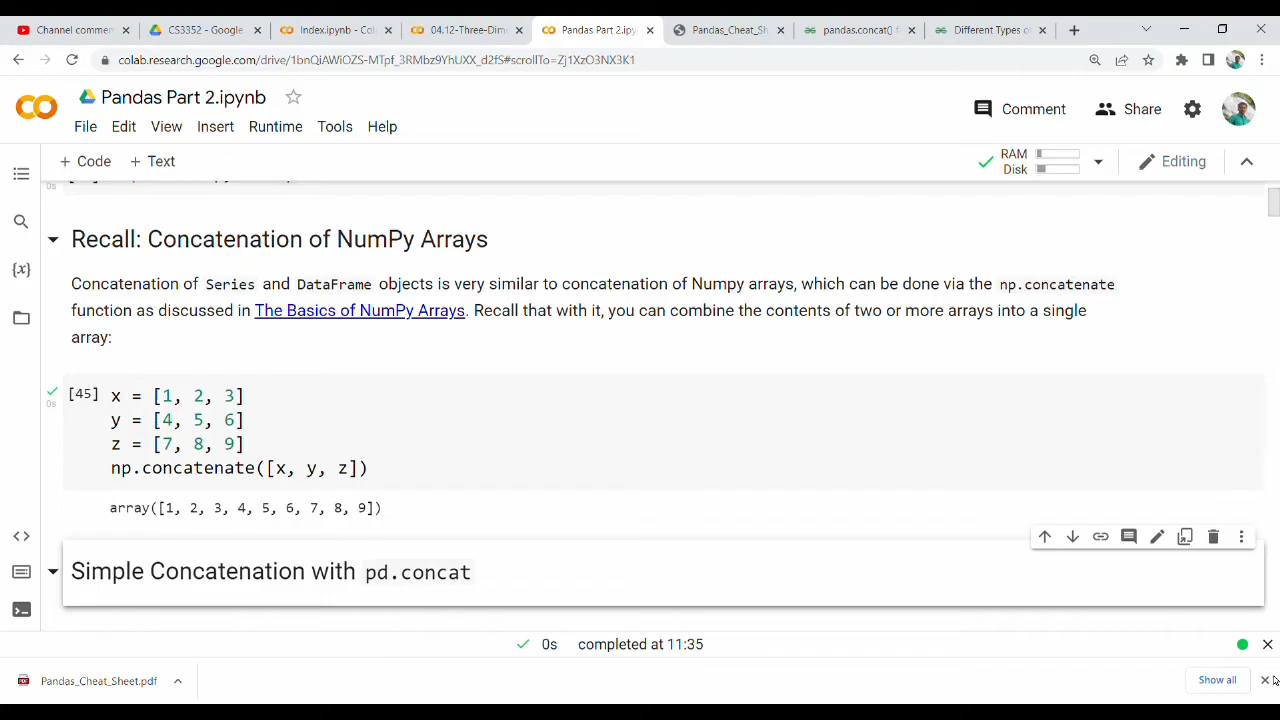 Channel commen
CS3352 - Google
Index.ipynb - Col
04.12-Three-Dim
Pandas Part 2.ipy
Pandas_Cheat_Sh
pandas.concat() f
Different Types o
colab.research.google.com/drive/1bnQiAWiOZS-MTpf_3RMbz9YhUXX_d2fS#scrollTo=Zj1XzO3NX3K1
Pandas Part 2.ipynb
Comment
Share
File Edit View Insert Runtime Tools Help
+ Code + Text
RAM
Disk
Editing
0s
Recall: Concatenation of NumPy Arrays
Concatenation of Series and DataFrame objects is very similar to concatenation of Numpy arrays, which can be done via the np.concatenate
function as discussed in The Basics of NumPy Arrays. Recall that with it, you can combine the contents of two or more arrays into a single
array:
[45] x = [1, 2, 3]
0s
y = [4, 5, 6]
z = [7, 8, 9]
np.concatenate([x, y, z])
array([1, 2, 3, 4, 5, 6, 7, 8, 9])
Simple Concatenation with pd.concat
0s completed at 11:35
Pandas_Cheat_Sheet.pdf
Show all